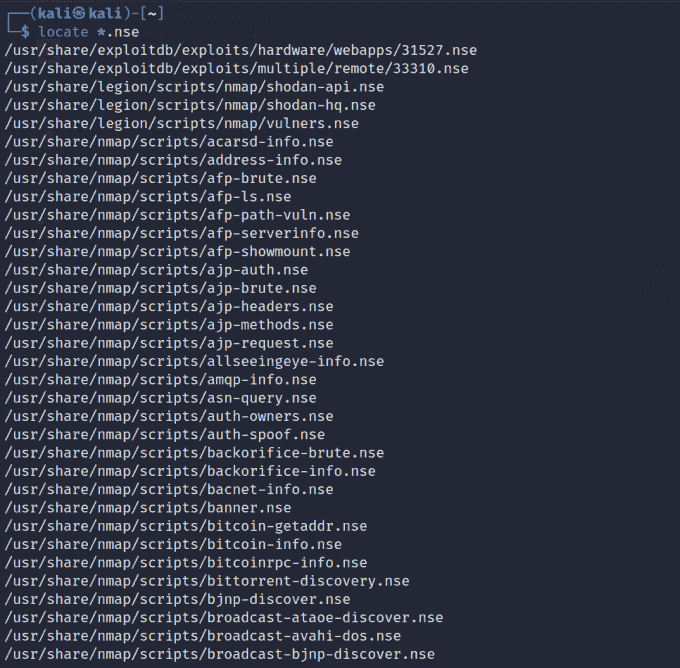 ┌──(kali㉿kali)-[~]
└─$ locate *.nse
/usr/share/exploitdb/exploits/hardware/webapps/31527.nse
/usr/share/exploitdb/exploits/multiple/remote/33310.nse
/usr/share/legion/scripts/nmap/shodan-api.nse
/usr/share/legion/scripts/nmap/shodan-hq.nse
/usr/share/legion/scripts/nmap/vulners.nse
/usr/share/nmap/scripts/acarsd-info.nse
/usr/share/nmap/scripts/address-info.nse
/usr/share/nmap/scripts/afp-brute.nse
/usr/share/nmap/scripts/afp-ls.nse
/usr/share/nmap/scripts/afp-path-vuln.nse
/usr/share/nmap/scripts/afp-serverinfo.nse
/usr/share/nmap/scripts/afp-showmount.nse
/usr/share/nmap/scripts/ajp-auth.nse
/usr/share/nmap/scripts/ajp-brute.nse
/usr/share/nmap/scripts/ajp-headers.nse
/usr/share/nmap/scripts/ajp-methods.nse
/usr/share/nmap/scripts/ajp-request.nse
/usr/share/nmap/scripts/allseeingeye-info.nse
/usr/share/nmap/scripts/amqp-info.nse
/usr/share/nmap/scripts/asn-query.nse
/usr/share/nmap/scripts/auth-owners.nse
/usr/share/nmap/scripts/auth-spoof.nse
/usr/share/nmap/scripts/backorifice-brute.nse
/usr/share/nmap/scripts/backorifice-info.nse
/usr/share/nmap/scripts/bacnet-info.nse
/usr/share/nmap/scripts/banner.nse
/usr/share/nmap/scripts/bitcoin-getaddr.nse
/usr/share/nmap/scripts/bitcoin-info.nse
/usr/share/nmap/scripts/bitcoinrpc-info.nse
/usr/share/nmap/scripts/bittorrent-discovery.nse
/usr/share/nmap/scripts/bjnp-discover.nse
/usr/share/nmap/scripts/broadcast-ataoe-discover.nse
/usr/share/nmap/scripts/broadcast-avahi-dos.nse
/usr/share/nmap/scripts/broadcast-bjnp-discover.nse